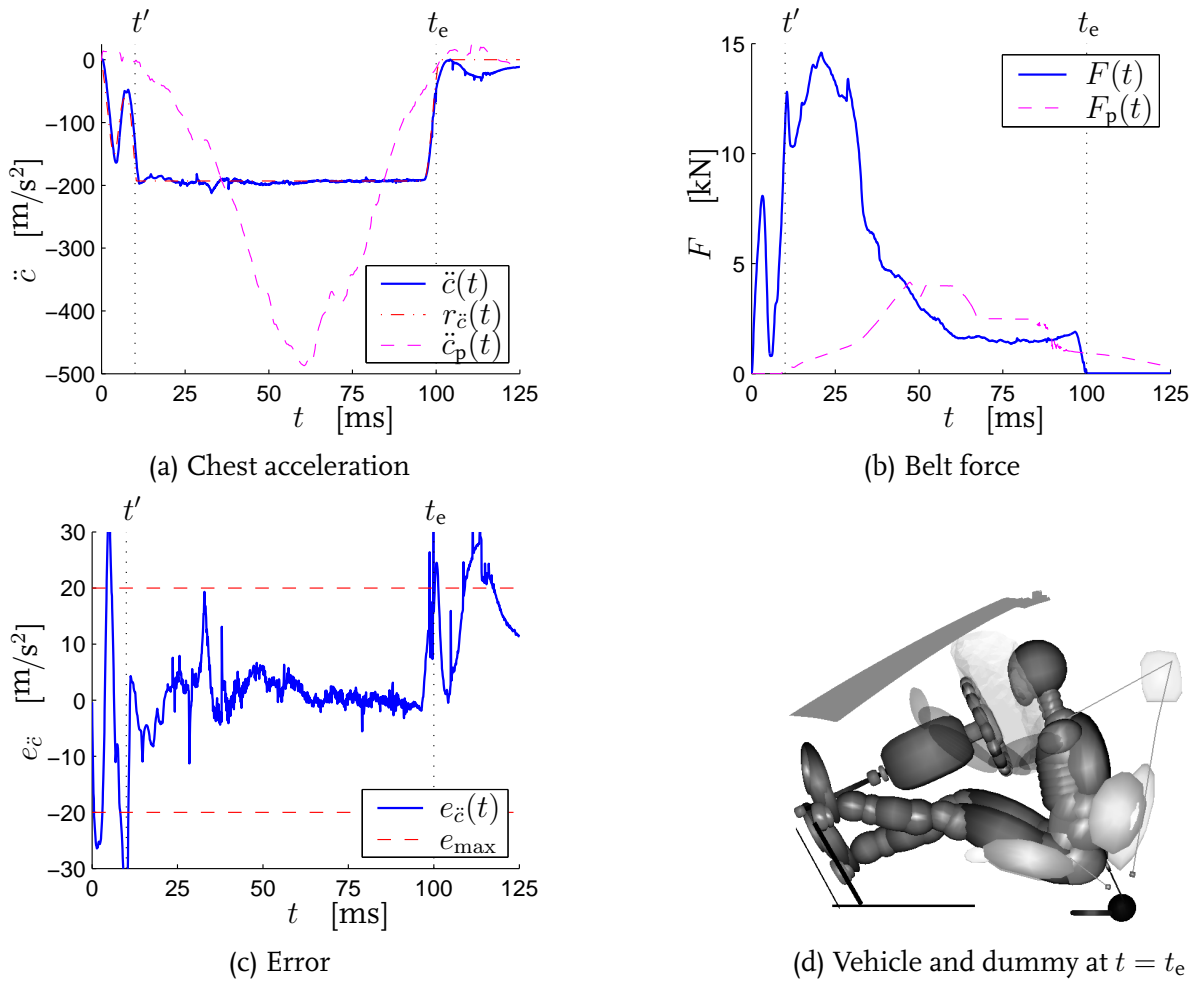 t′ t_e
0
−100
−200
−300
−400
−500
c̈ [m/s²]
c̈(t)
r_c̈(t)
c̈_p(t)
0 25 50 75 100 125
t [ms]
(a) Chest acceleration
t′ t_e
15
10
5
0
F [kN]
F(t)
F_p(t)
0 25 50 75 100 125
t [ms]
(b) Belt force
t′ t_e
30
20
10
0
−10
−20
−30
e_c̈ [m/s²]
e_c̈(t)
e_max
0 25 50 75 100 125
t [ms]
(c) Error
(d) Vehicle and dummy at t = t_e